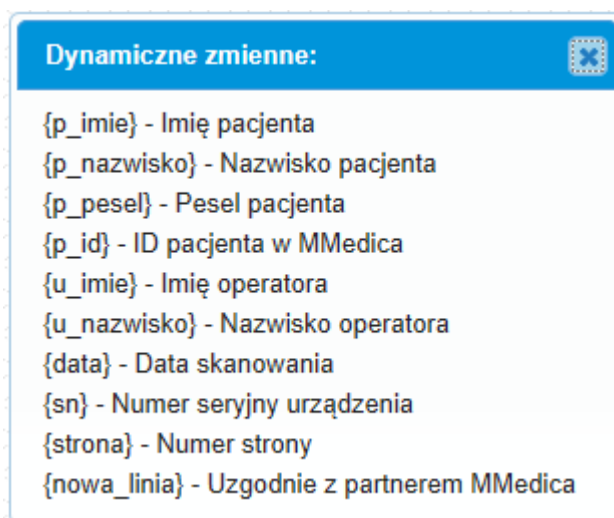 Dynamiczne zmienne:
{p_imie} - Imię pacjenta
{p_nazwisko} - Nazwisko pacjenta
{p_pesel} - Pesel pacjenta
{p_id} - ID pacjenta w MMedica
{u_imie} - Imię operatora
{u_nazwisko} - Nazwisko operatora
{data} - Data skanowania
{sn} - Numer seryjny urządzenia
{strona} - Numer strony
{nowa_linia} - Uzgodnie z partnerem MMedica